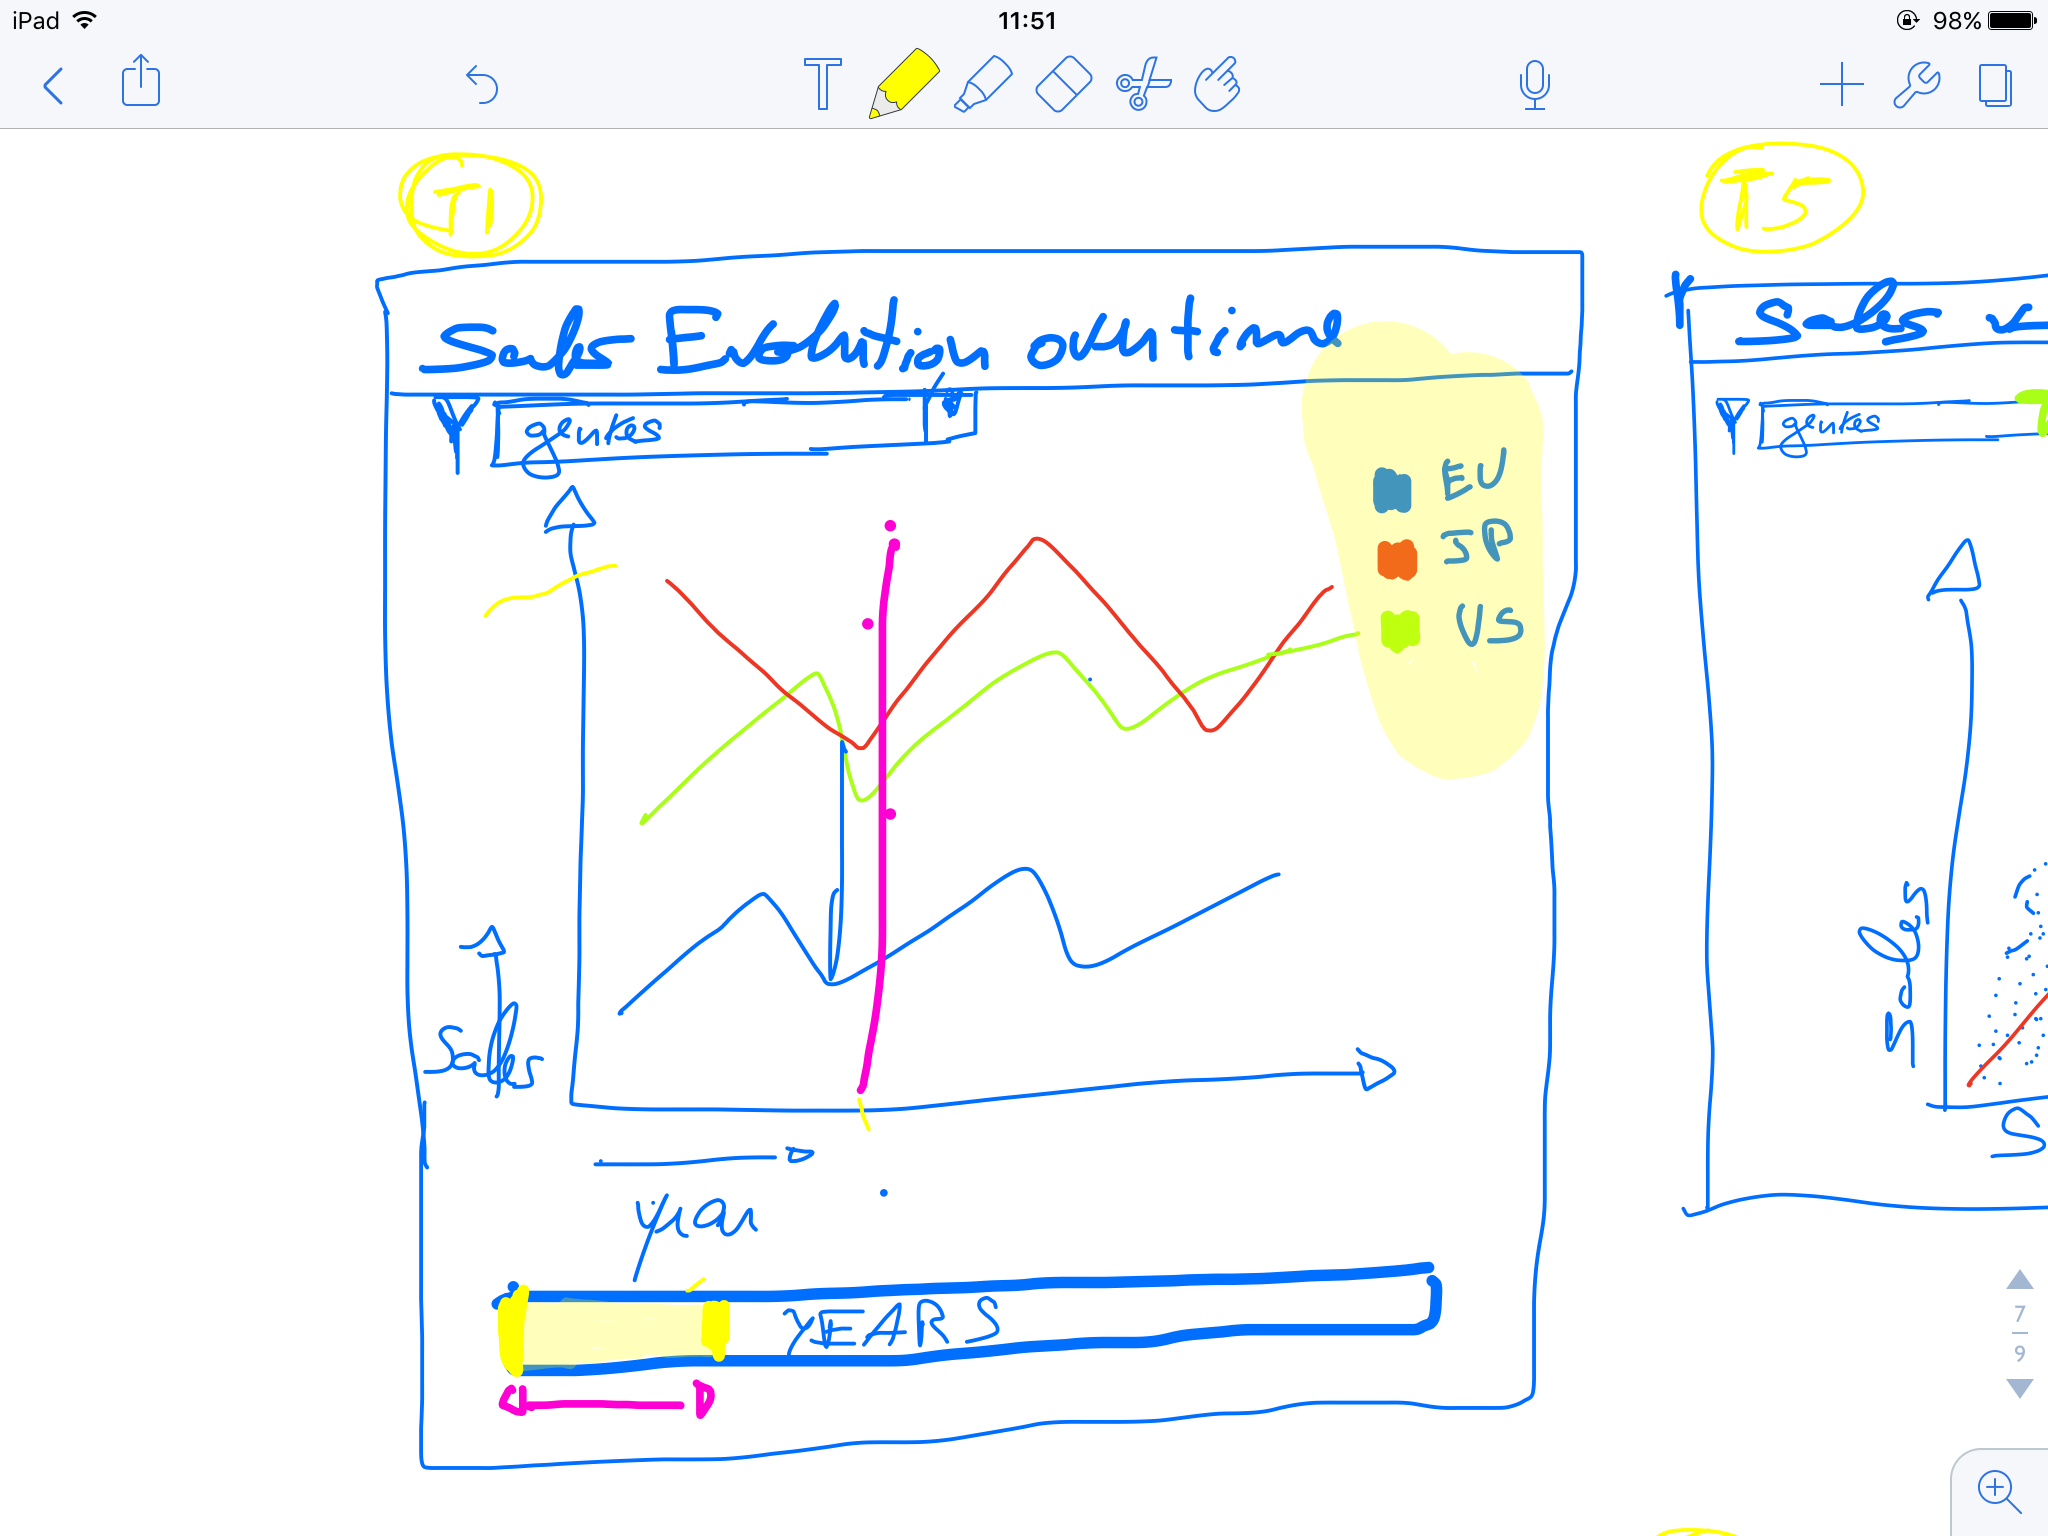 iPad 11:51 98%
T1
T5
Sales Evolution overtime
Sales
genres
genres
EU
JP
US
Sales
Sales
year
S
YEARS
7
9